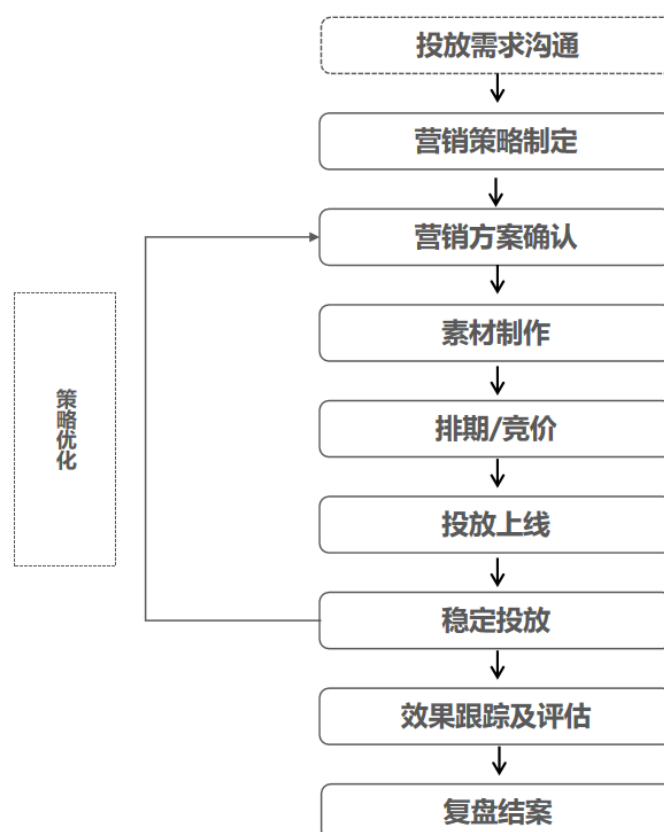 投放需求沟通
营销策略制定
营销方案确认
素材制作
排期/竞价
投放上线
稳定投放
效果跟踪及评估
复盘结案
策略优化